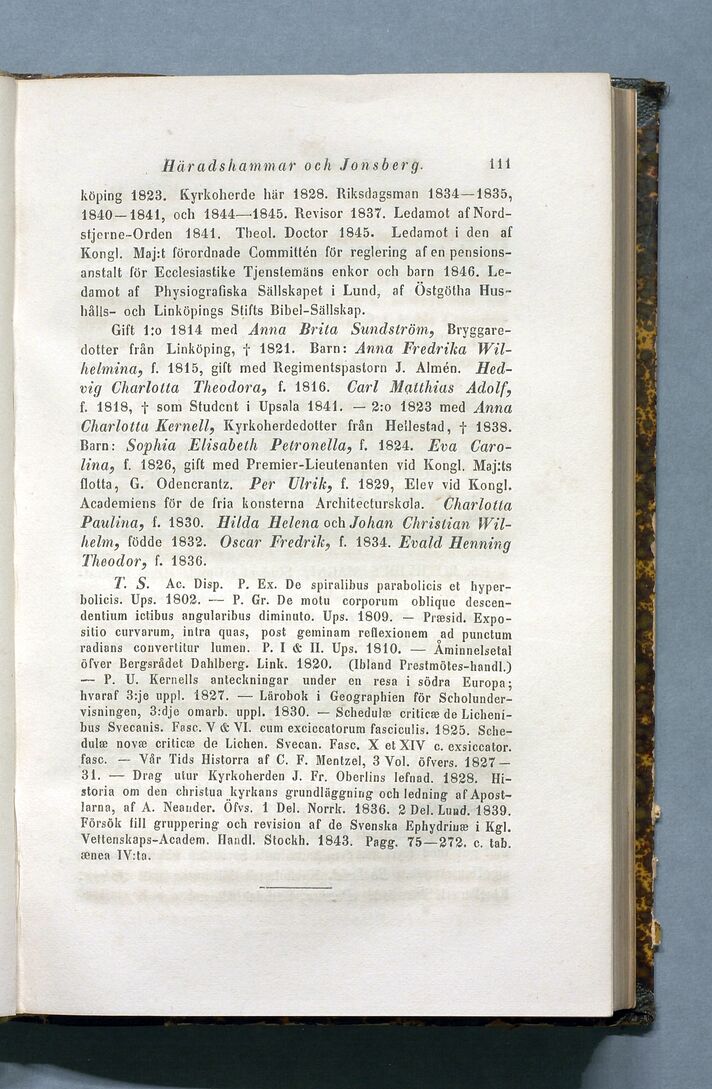 Häradshammar och Jonsberg. 111
köping 1823. Kyrkoherde här 1828. Riksdagsman 1834—1835,
1840—1841, och 1844—1845. Revisor 1837. Ledamot af Nord-
stjerne-Orden 1841. Theol. Doctor 1845. Ledamot i den af
Kongl. Maj:t förordnade Committén för reglering af en pensions-
anstalt för Ecclesiastike Tjenstemäns enkor och barn 1846. Le-
damot af Physiografiska Sällskapet i Lund, af Östgötha Hus-
hålls- och Linköpings Stifts Bibel-Sällskap.
Gift 1:o 1814 med Anna Brita Sundström, Bryggare-
dotter från Linköping, † 1821. Barn: Anna Fredrika Wil-
helmina, f. 1815, gift med Regimentspastorn J. Almén. Hed-
vig Charlotta Theodora, f. 1816. Carl Matthias Adolf,
f. 1818, † som Student i Upsala 1841. — 2:o 1823 med Anna
Charlotta Kernell, Kyrkoherdedotter från Hellestad, † 1838.
Barn: Sophia Elisabeth Petronella, f. 1824. Eva Caro-
lina, f. 1826, gift med Premier-Lieutenanten vid Kongl. Maj:ts
flotta, G. Odencrantz. Per Ulrik, f. 1829, Elev vid Kongl.
Academiens för de fria konsterna Architecturskola. Charlotta
Paulina, f. 1830. Hilda Helena och Johan Christian Wil-
helm, födde 1832. Oscar Fredrik, f. 1834. Evald Henning
Theodor, f. 1836.
T. S. Ac. Disp. P. Ex. De spiralibus parabolicis et hyper-
bolicis. Ups. 1802. — P. Gr. De motu corporum oblique descen-
dentium ictibus angularibus diminuto. Ups. 1809. — Præsid. Expo-
sitio curvarum, intra quas, post geminam reflexionem ad punctum
radians convertitur lumen. P. I & II. Ups. 1810. — Åminnelsetal
öfver Bergsrådet Dahlberg. Link. 1820. (Ibland Prestmötes-handl.)
— P. U. Kernells anteckningar under en resa i södra Europa;
hvaraf 3:je uppl. 1827. — Lärobok i Geographien för Scholunder-
visningen, 3:dje omarb. uppl. 1830. — Schedulæ criticæ de Licheni-
bus Svecanis. Fasc. V & VI. cum exciccatorum fasciculis. 1825. Sche-
dulæ novæ criticæ de Lichen. Svecan. Fasc. X et XIV c. exsiccator.
fasc. — Vår Tids Historra af C. F. Mentzel, 3 Vol. öfvers. 1827—
31. — Drag utur Kyrkoherden J. Fr. Oberlins lefnad. 1828. Hi-
storia om den christua kyrkans grundläggning och ledning af Apost-
larna, af A. Neander. Öfvs. 1 Del. Norrk. 1836. 2 Del. Lund. 1839.
Försök till gruppering och revision af de Svenska Ephydrinæ i Kgl.
Vettenskaps-Academ. Handl. Stockh. 1843. Pagg. 75—272. c. tab.
ænea IV:ta.